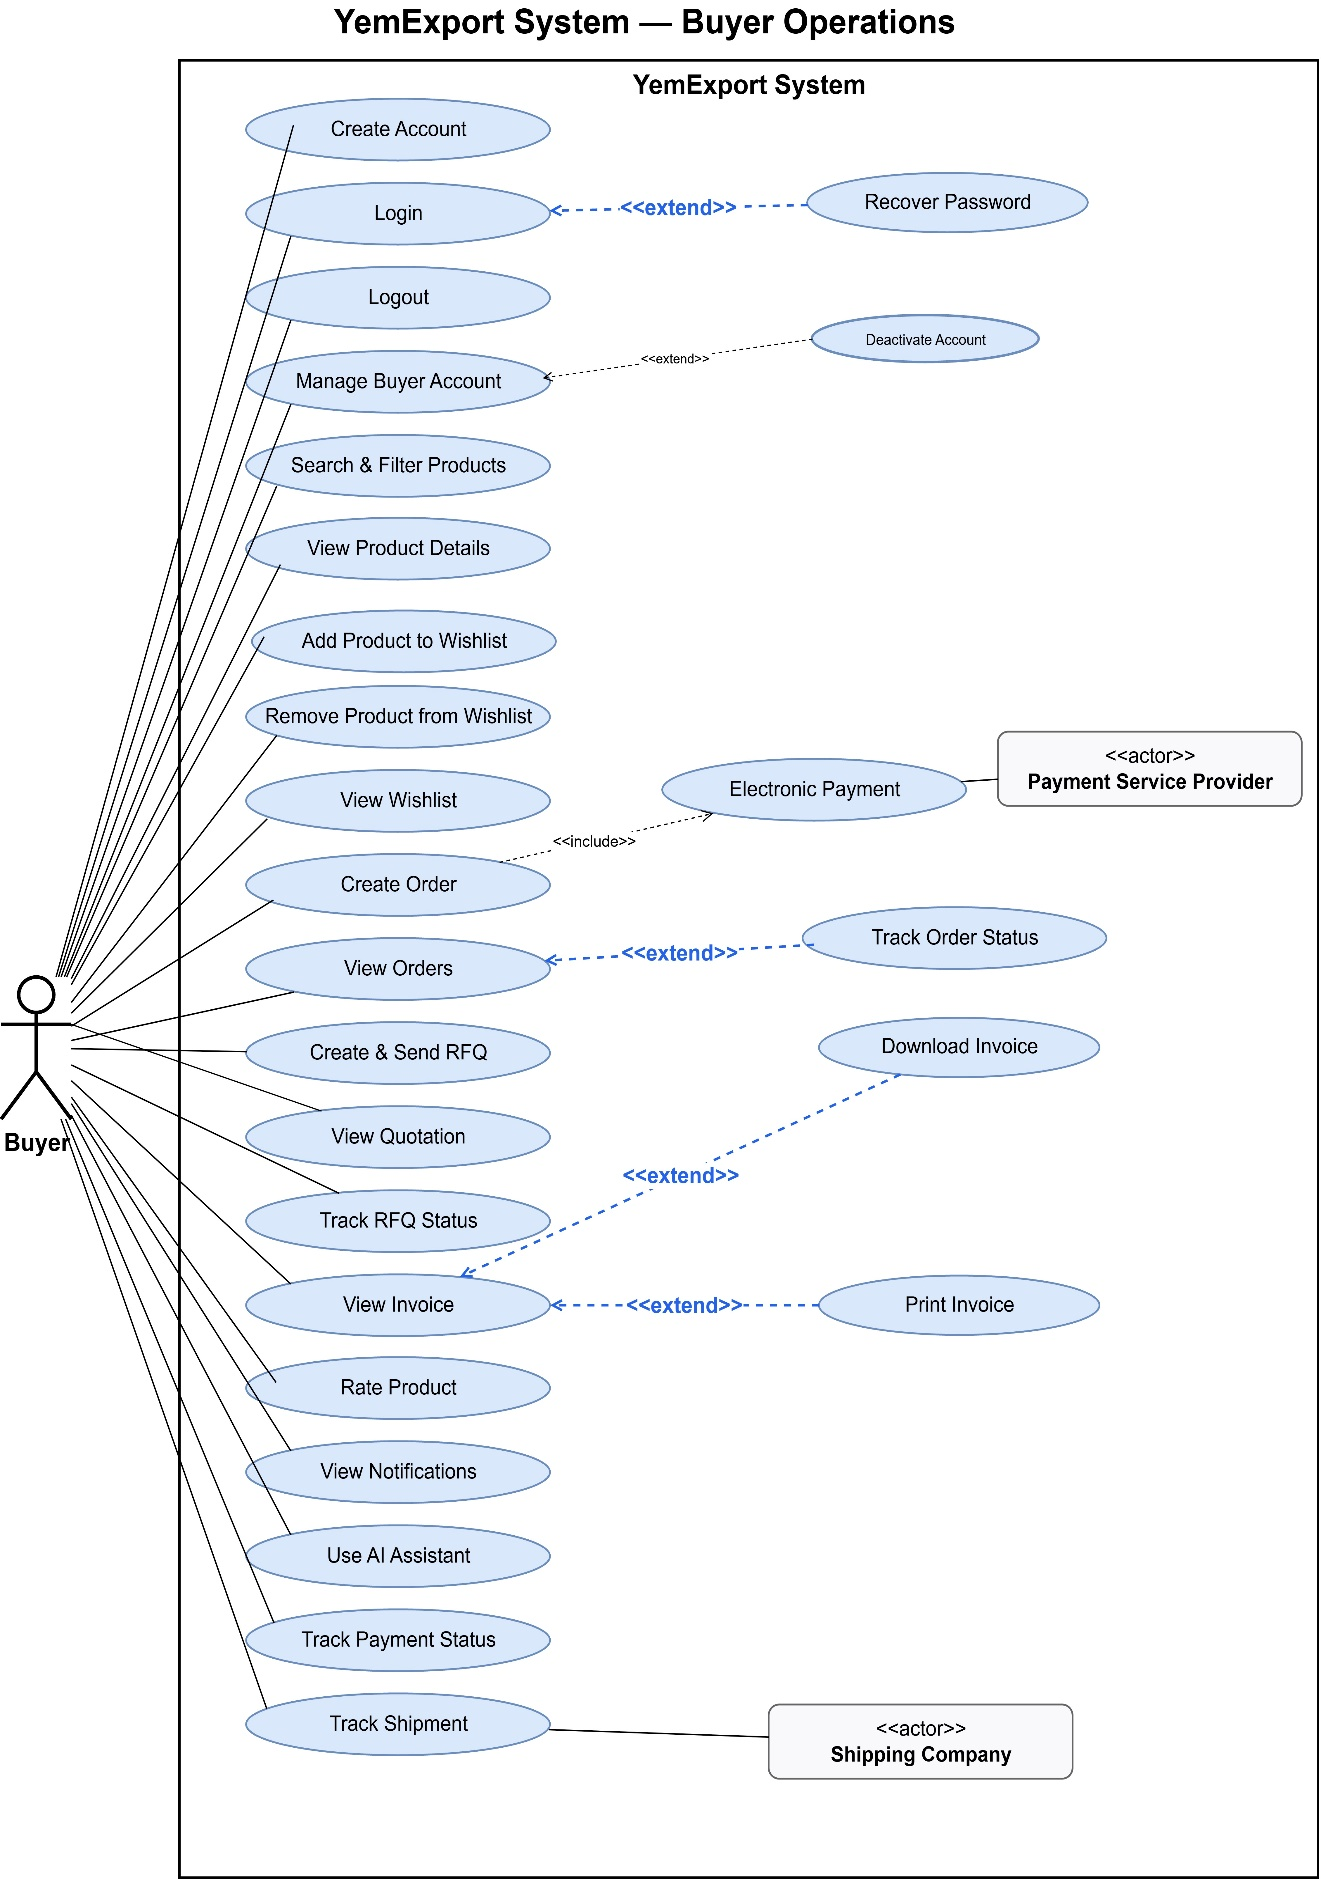 YemExport System — Buyer Operations
YemExport System
Create Account
Login
<<extend>>
Recover Password
Logout
Deactivate Account
<<extend>>
Manage Buyer Account
Search & Filter Products
View Product Details
Add Product to Wishlist
Remove Product from Wishlist
<<actor>>
Payment Service Provider
Electronic Payment
View Wishlist
<<include>>
Create Order
Track Order Status
<<extend>>
View Orders
Download Invoice
Create & Send RFQ
View Quotation
Buyer
<<extend>>
Track RFQ Status
View Invoice
<<extend>>
Print Invoice
Rate Product
View Notifications
Use AI Assistant
Track Payment Status
Track Shipment
<<actor>>
Shipping Company